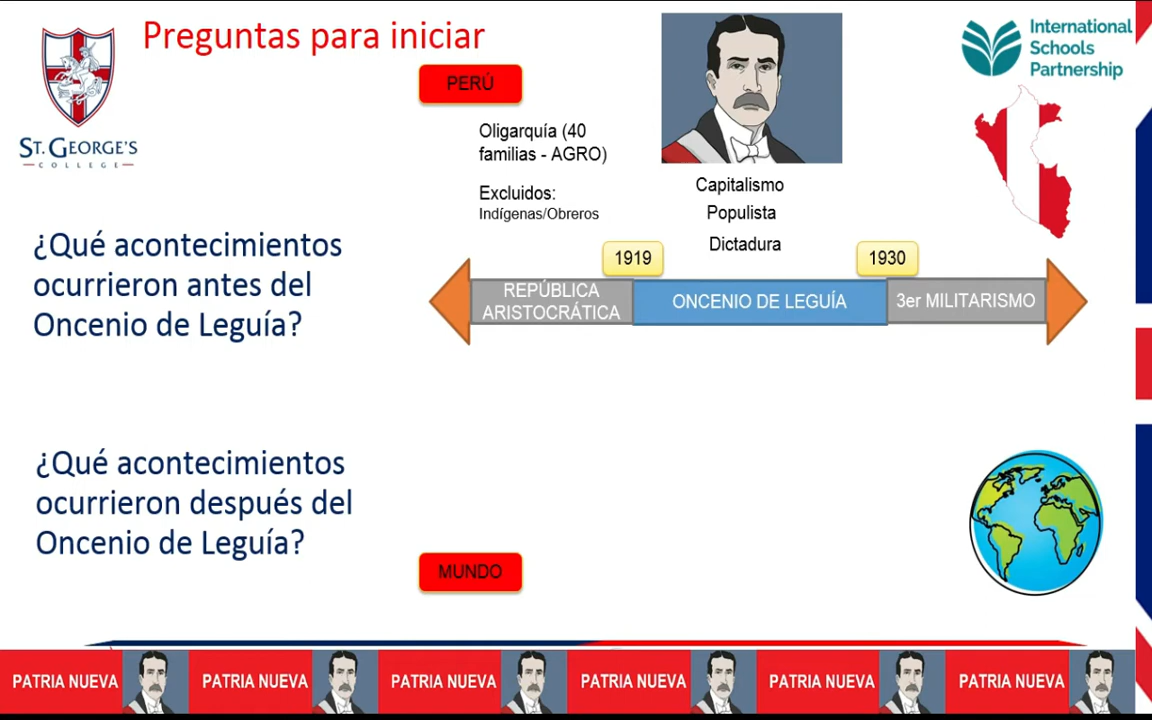 Preguntas para iniciar
ST. GEORGE'S
COLLEGE
International
Schools
Partnership
PERÚ
Oligarquía (40
familias - AGRO)
Excluidos:
Indígenas/Obreros
Capitalismo
Populista
Dictadura
¿Qué acontecimientos
ocurrieron antes del
Oncenio de Leguía?
1919
1930
REPÚBLICA
ARISTOCRÁTICA
ONCENIO DE LEGUÍA
3er MILITARISMO
¿Qué acontecimientos
ocurrieron después del
Oncenio de Leguía?
MUNDO
PATRIA NUEVA
PATRIA NUEVA
PATRIA NUEVA
PATRIA NUEVA
PATRIA NUEVA
PATRIA NUEVA